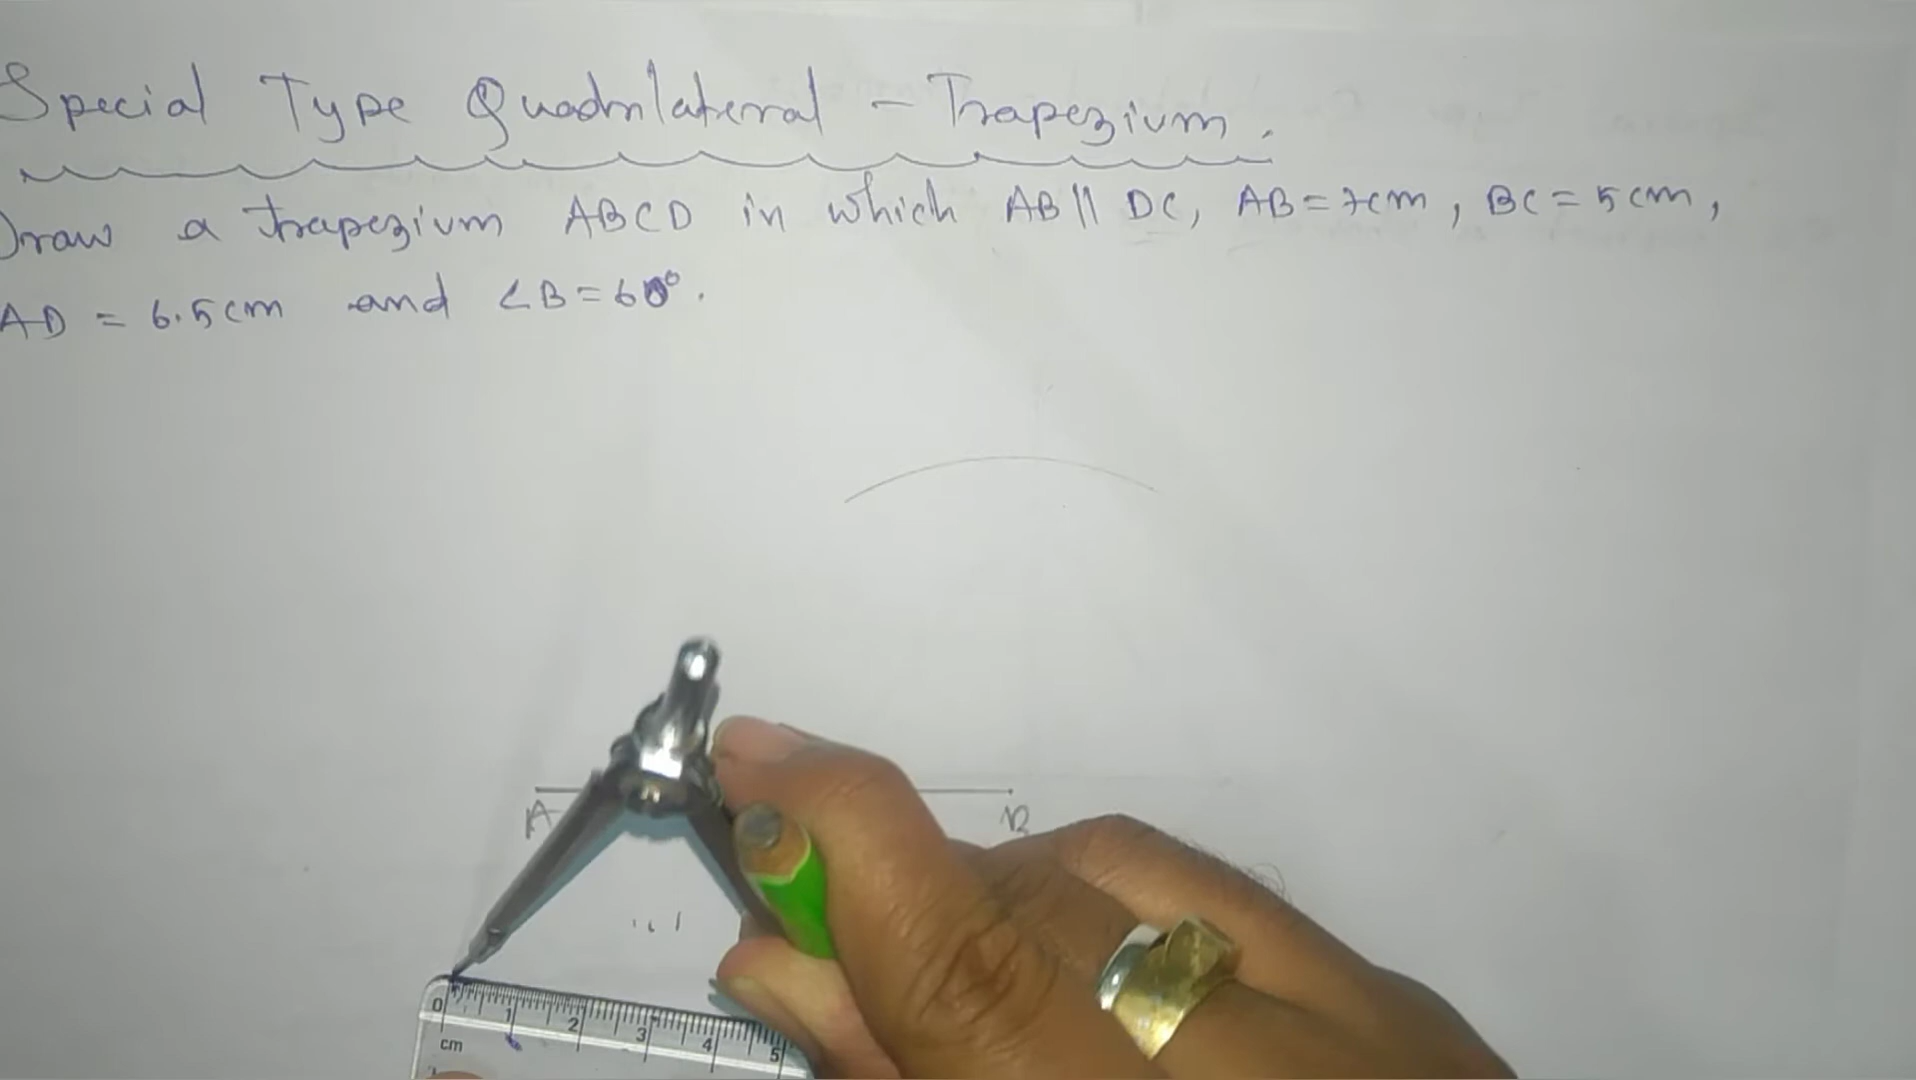 Special Type Quadrilateral - Trapezium.
Draw a trapezium ABCD in which AB || DC, AB = 7cm, BC = 5cm,
AD = 6.5cm and ∠B = 60°.
A B
0 1 2 3 4 5
cm